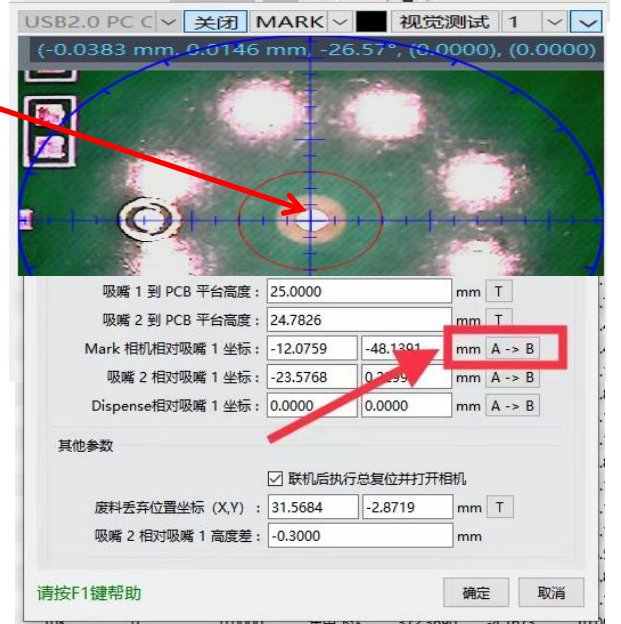 USB2.0 PC C 关闭 MARK 视觉测试 1
(-0.0383 mm, 0.0146 mm, -26.57°, (0.0000), (0.0000)
吸嘴 1 到 PCB 平台高度： 25.0000 mm T
吸嘴 2 到 PCB 平台高度： 24.7826 mm T
Mark 相机相对吸嘴 1 坐标： -12.0759 -48.1391 mm A -> B
吸嘴 2 相对吸嘴 1 坐标： -23.5768 mm A -> B
Dispense相对吸嘴 1 坐标： 0.0000 0.0000 mm A -> B
其他参数
联机后执行总复位并打开相机
废料丢弃位置坐标（X,Y）： 31.5684 -2.8719 mm T
吸嘴 2 相对吸嘴 1 高度差： -0.3000 mm
请按F1键帮助 确定 取消